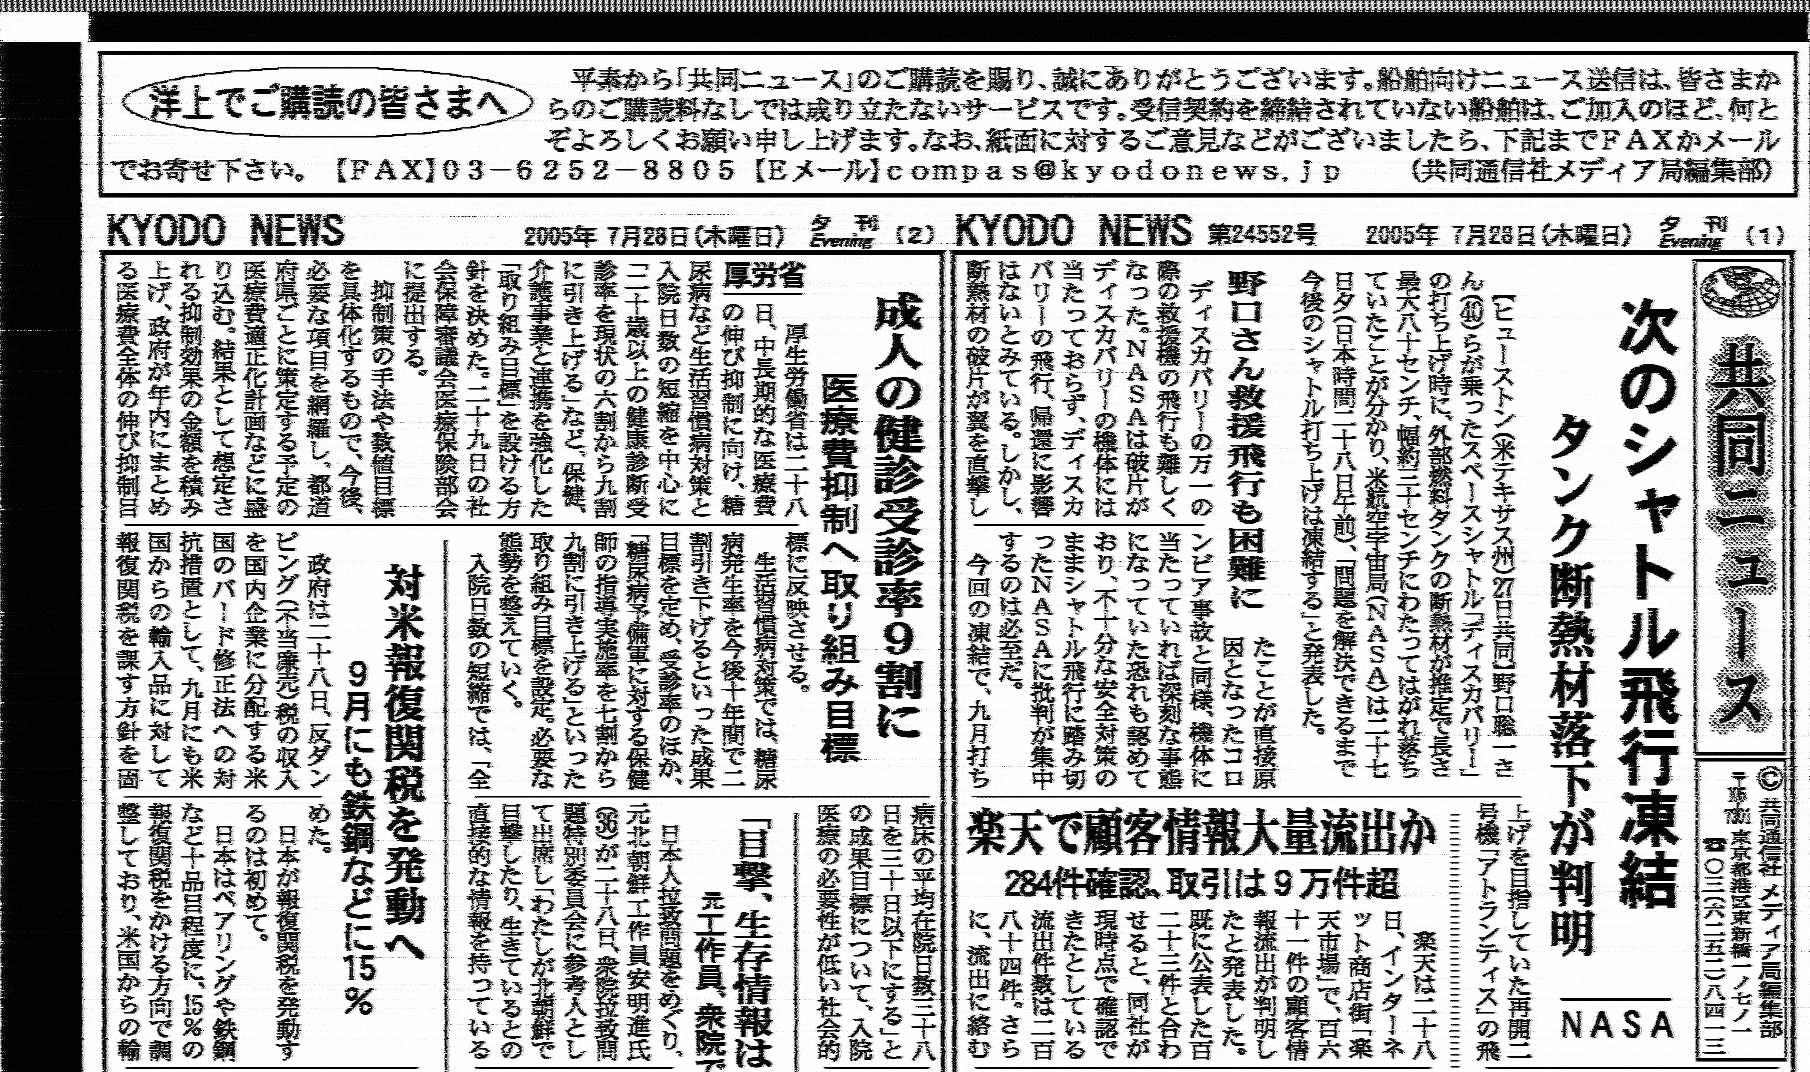 洋上でご購読の皆さまへ
平素から「共同ニュース」のご購読を賜り、誠にありがとうございます。船舶向けニュース送信は、皆さまか
らのご購読料なしでは成り立たないサービスです。受信契約を締結されていない船舶は、ご加入のほど、何と
ぞよろしくお願い申し上げます。なお、紙面に対するご意見などがございましたら、下記までFAXかメール
でお寄せ下さい。【FAX】03-6252-8805【Eメール】compas@kyodonews.jp (共同通信社メディア局編集部)
KYODO NEWS 第24552号 2005年 7月28日(木曜日) 夕刊 Evening (1)
共同ニュース
©共同通信社 メディア局編集部
〒105-7201 東京都港区東新橋一ノ七ノ一
☎〇三(六二五二)八四一三
次のシャトル飛行凍結
タンク断熱材落下が判明
NASA
【ヒューストン(米テキサス州)27日共同】野口聡一さ
ん(40)らが乗ったスペースシャトル「ディスカバリー」
の打ち上げ時に、外部燃料タンクの断熱材が推定で長さ
最大八十センチ、幅約三十センチにわたってはがれ落ち
ていたことが分かり、米航空宇宙局(NASA)は二十七
日夕(日本時間二十八日午前)、「問題を解決できるまで
今後のシャトル打ち上げは凍結する」と発表した。
野口さん救援飛行も困難に
ディスカバリーの万一の
際の救援機の飛行も難しく
なった。NASAは破片が
ディスカバリーの機体には
当たっておらず、ディスカ
バリーの飛行、帰還に影響
はないとみている。しかし、
断熱材の破片が翼を直撃し
たことが直接原
因となったコロ
ンビア事故と同様、機体に
当たっていれば深刻な事態
になっていた恐れも認めて
おり、不十分な安全対策の
ままシャトル飛行に踏み切
ったNASAに批判が集中
するのは必至だ。
今回の凍結で、九月打ち
上げを目指していた再開二
号機「アトランティス」の飛
楽天で顧客情報大量流出か
284件確認、取引は9万件超
楽天は二十八
日、インターネ
ット商店街「楽
天市場」で、百六
十一件の顧客情
報流出が判明し
たと発表した。
既に公表した百
二十三件と合わ
せると、同社が
現時点で確認で
きたとしている
流出件数は二百
八十四件。さら
に、流出に絡む
KYODO NEWS 2005年 7月28日(木曜日) 夕刊 Evening (2)
成人の健診受診率9割に
医療費抑制へ取り組み目標
厚労省
厚生労働省は二十八
日、中長期的な医療費
の伸び抑制に向け、糖
尿病など生活習慣病対策と
入院日数の短縮を中心に
「二十歳以上の健康診断受
診率を現状の六割から九割
に引き上げる」など、保健、
介護事業と連携を強化した
「取り組み目標」を設ける方
針を決めた。二十九日の社
会保障審議会医療保険部会
に提出する。
抑制策の手法や数値目標
を具体化するもので、今後、
必要な項目を網羅し、都道
府県ごとに策定する予定の
医療費適正化計画などに盛
り込む。結果として想定さ
れる抑制効果の金額を積み
上げ、政府が年内にまとめ
る医療費全体の伸び抑制目
標に反映させる。
生活習慣病対策では、糖尿
病発生率を今後十年間で二
割引き下げるといった成果
目標を定め、受診率のほか、
「糖尿病予備軍に対する保健
師の指導実施率を七割から
九割に引き上げる」といった
取り組み目標を設定。必要な
態勢を整えていく。
入院日数の短縮では、「全
病床の平均在院日数三十八
日を三十日以下にする」と
の成果目標について、入院
医療の必要性が低い社会的
「目撃、生存情報は
元工作員、衆院で
日本人拉致問題をめぐり、
元北朝鮮工作員安明進氏
(36)が二十八日、衆院拉致問
題特別委員会に参考人とし
て出席し「わたしが北朝鮮で
目撃したり、生きているとの
直接的な情報を持っている
対米報復関税を発動へ
9月にも鉄鋼などに15%
政府は二十八日、反ダン
ピング(不当廉売)税の収入
を国内企業に分配する米
国のバード修正法への対
抗措置として、九月にも米
国からの輸入品に対して
報復関税を課す方針を固
めた。
日本が報復関税を発動す
るのは初めて。
日本はベアリングや鉄鋼
など十品目程度に、15%の
報復関税をかける方向で調
整しており、米国からの輸